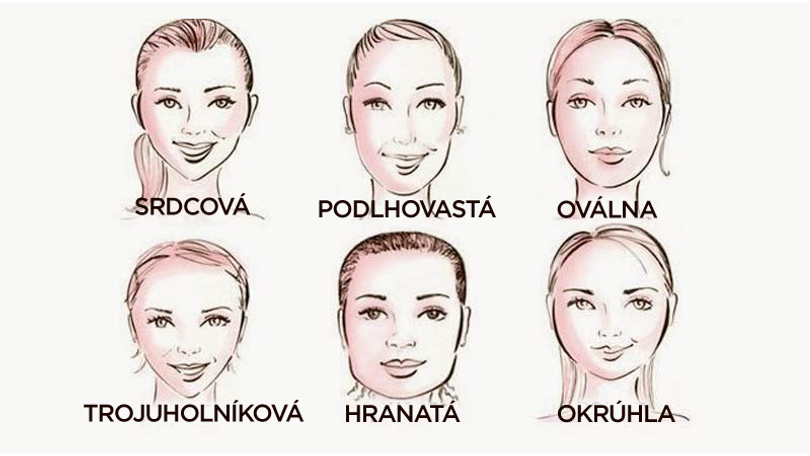 SRDCOVÁ
PODLHOVASTÁ
OVÁLNA
TROJUHOLNÍKOVÁ
HRANATÁ
OKRÚHLA